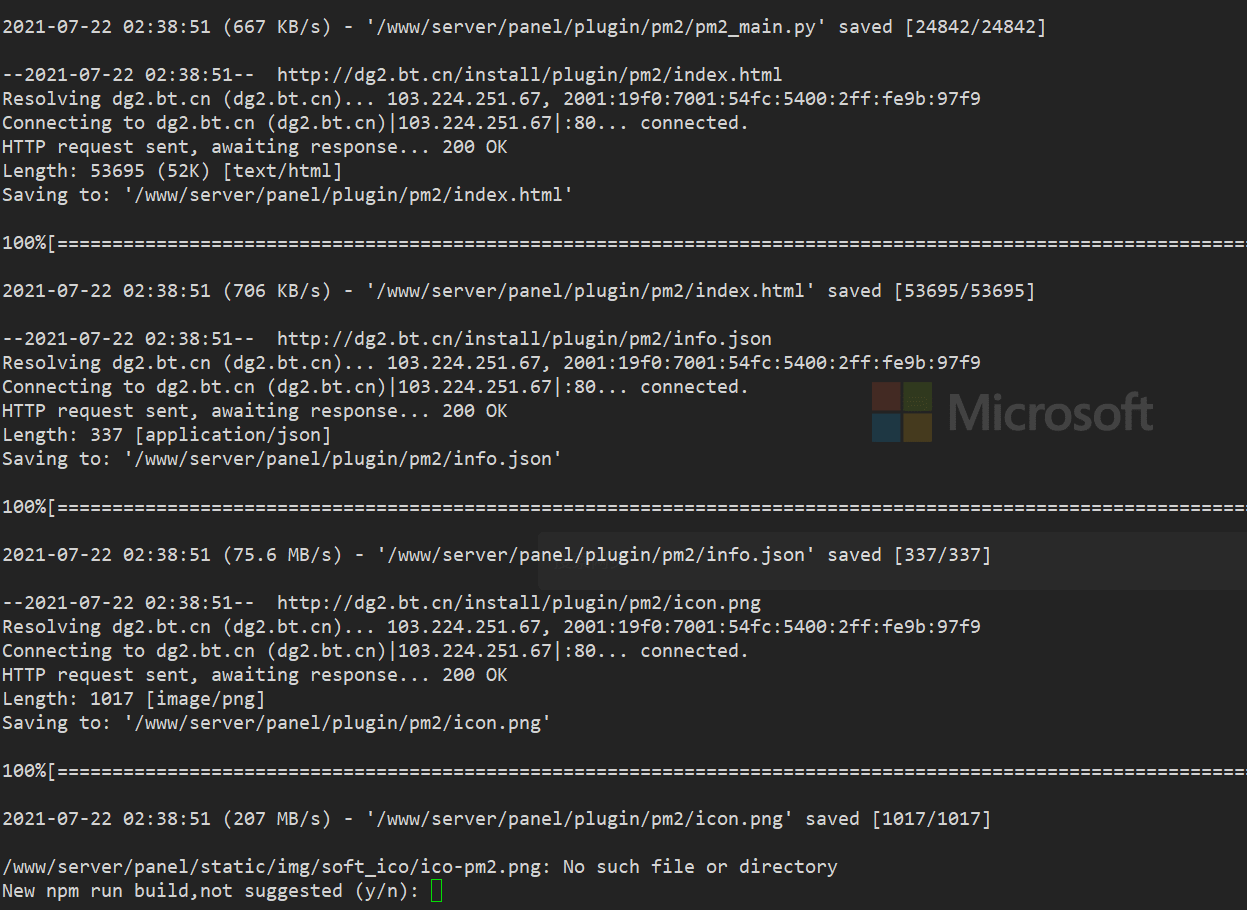 2021-07-22 02:38:51 (667 KB/s) - '/www/server/panel/plugin/pm2/pm2_main.py' saved [24842/24842]
--2021-07-22 02:38:51--  http://dg2.bt.cn/install/plugin/pm2/index.html
Resolving dg2.bt.cn (dg2.bt.cn)... 103.224.251.67, 2001:19f0:7001:54fc:5400:2ff:fe9b:97f9
Connecting to dg2.bt.cn (dg2.bt.cn)|103.224.251.67|:80... connected.
HTTP request sent, awaiting response... 200 OK
Length: 53695 (52K) [text/html]
Saving to: '/www/server/panel/plugin/pm2/index.html'
100%[============================================================================================================
2021-07-22 02:38:51 (706 KB/s) - '/www/server/panel/plugin/pm2/index.html' saved [53695/53695]
--2021-07-22 02:38:51--  http://dg2.bt.cn/install/plugin/pm2/info.json
Resolving dg2.bt.cn (dg2.bt.cn)... 103.224.251.67, 2001:19f0:7001:54fc:5400:2ff:fe9b:97f9
Connecting to dg2.bt.cn (dg2.bt.cn)|103.224.251.67|:80... connected.
HTTP request sent, awaiting response... 200 OK
Microsoft
Length: 337 [application/json]
Saving to: '/www/server/panel/plugin/pm2/info.json'
100%[============================================================================================================
2021-07-22 02:38:51 (75.6 MB/s) - '/www/server/panel/plugin/pm2/info.json' saved [337/337]
--2021-07-22 02:38:51--  http://dg2.bt.cn/install/plugin/pm2/icon.png
Resolving dg2.bt.cn (dg2.bt.cn)... 103.224.251.67, 2001:19f0:7001:54fc:5400:2ff:fe9b:97f9
Connecting to dg2.bt.cn (dg2.bt.cn)|103.224.251.67|:80... connected.
HTTP request sent, awaiting response... 200 OK
Length: 1017 [image/png]
Saving to: '/www/server/panel/plugin/pm2/icon.png'
100%[============================================================================================================
2021-07-22 02:38:51 (207 MB/s) - '/www/server/panel/plugin/pm2/icon.png' saved [1017/1017]
/www/server/panel/static/img/soft_ico/ico-pm2.png: No such file or directory
New npm run build,not suggested (y/n):